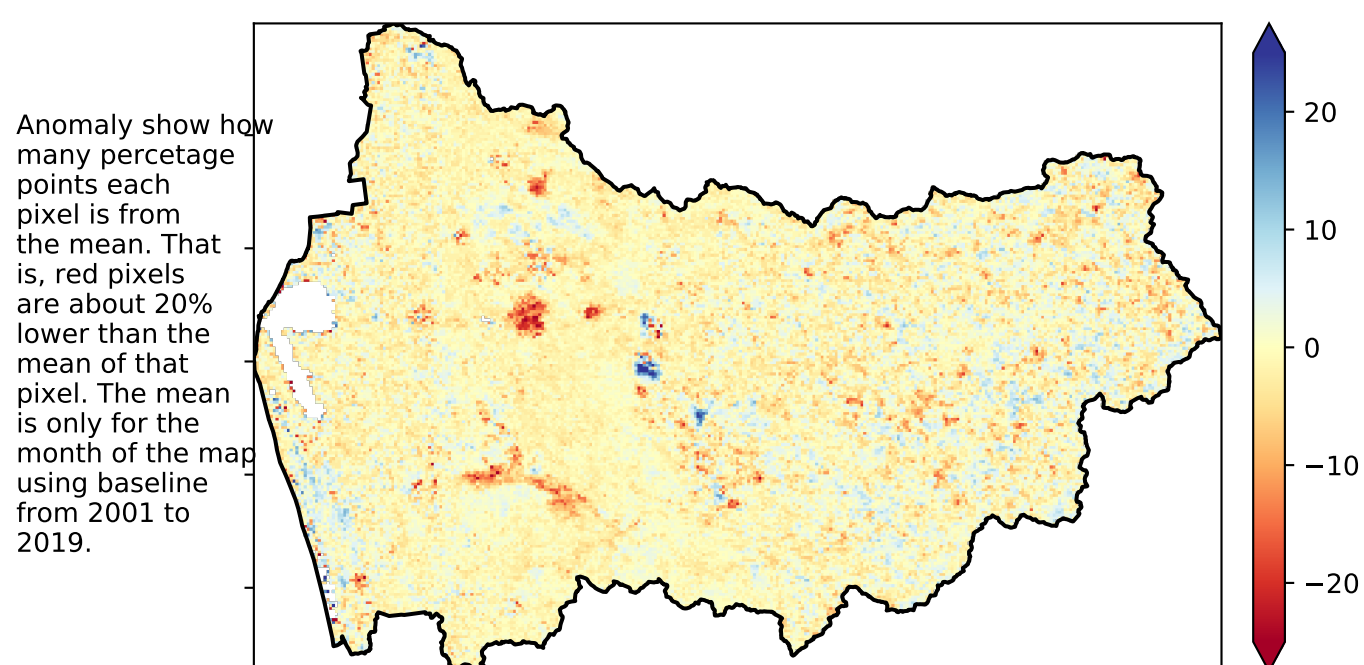 Anomaly show how
many percetage
points each
pixel is from
the mean. That
is, red pixels
are about 20%
lower than the
mean of that
pixel. The mean
is only for the
month of the map
using baseline
from 2001 to
2019.
20
10
0
−10
−20